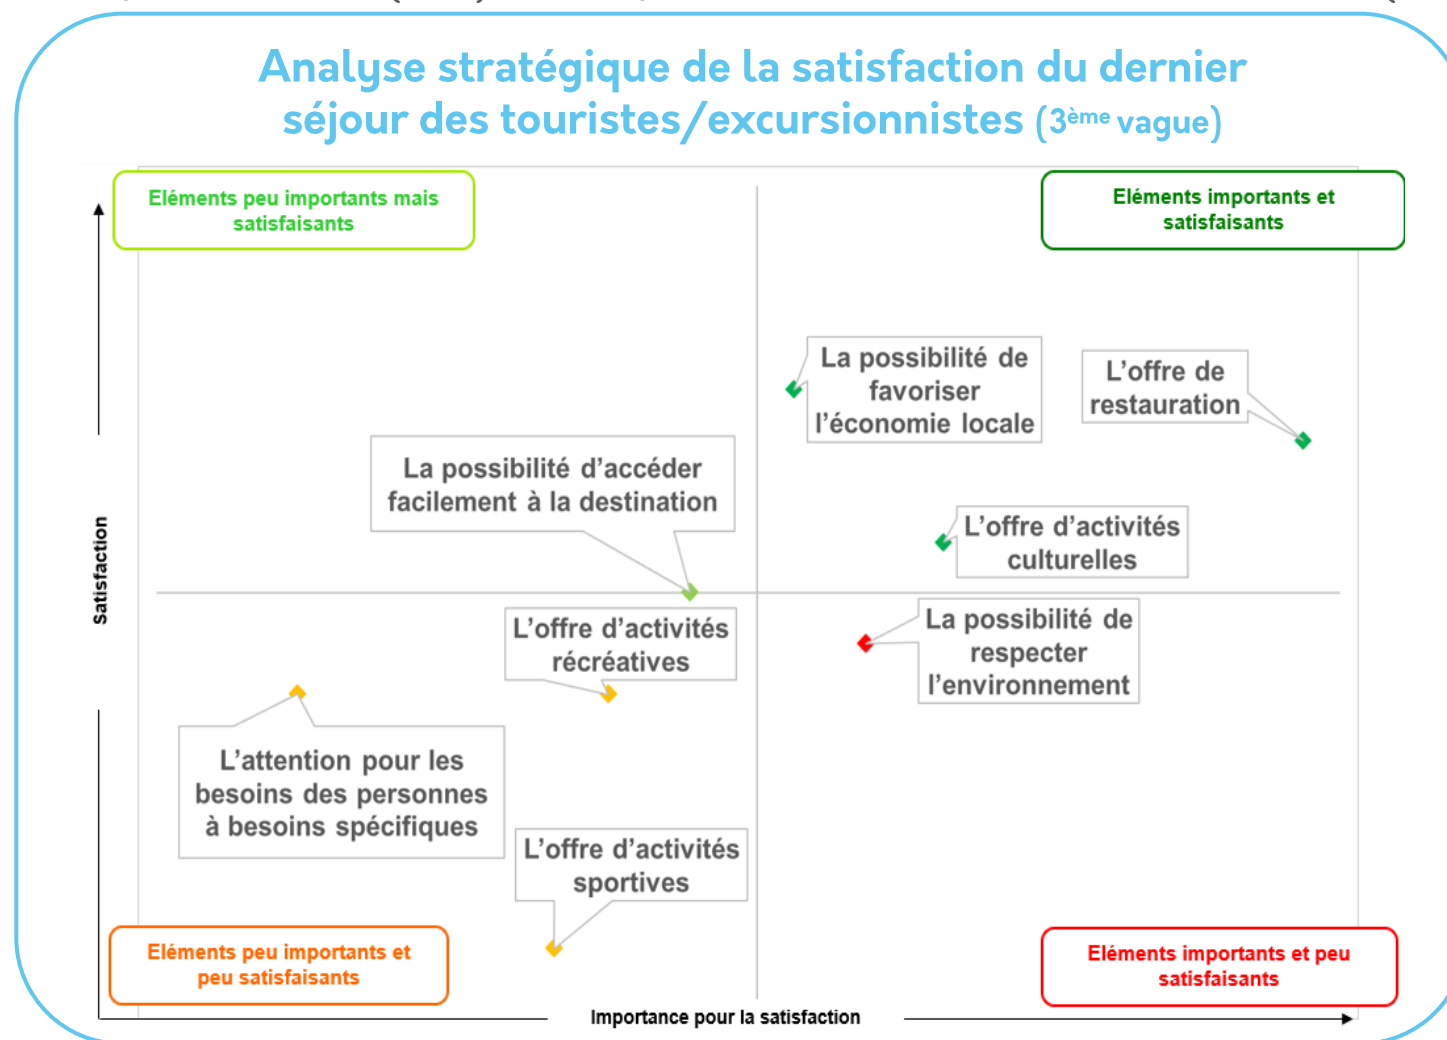 Analyse stratégique de la satisfaction du dernier
séjour des touristes/excursionnistes (3ème vague)
Eléments peu importants mais
satisfaisants
Eléments importants et
satisfaisants
La possibilité de
favoriser
l'économie locale
L'offre de
restauration
La possibilité d'accéder
facilement à la destination
L'offre d'activités
culturelles
Satisfaction
L'offre d'activités
récréatives
La possibilité de
respecter
l'environnement
L'attention pour les
besoins des personnes
à besoins spécifiques
L'offre d'activités
sportives
Eléments peu importants et
peu satisfaisants
Eléments importants et peu
satisfaisants
Importance pour la satisfaction